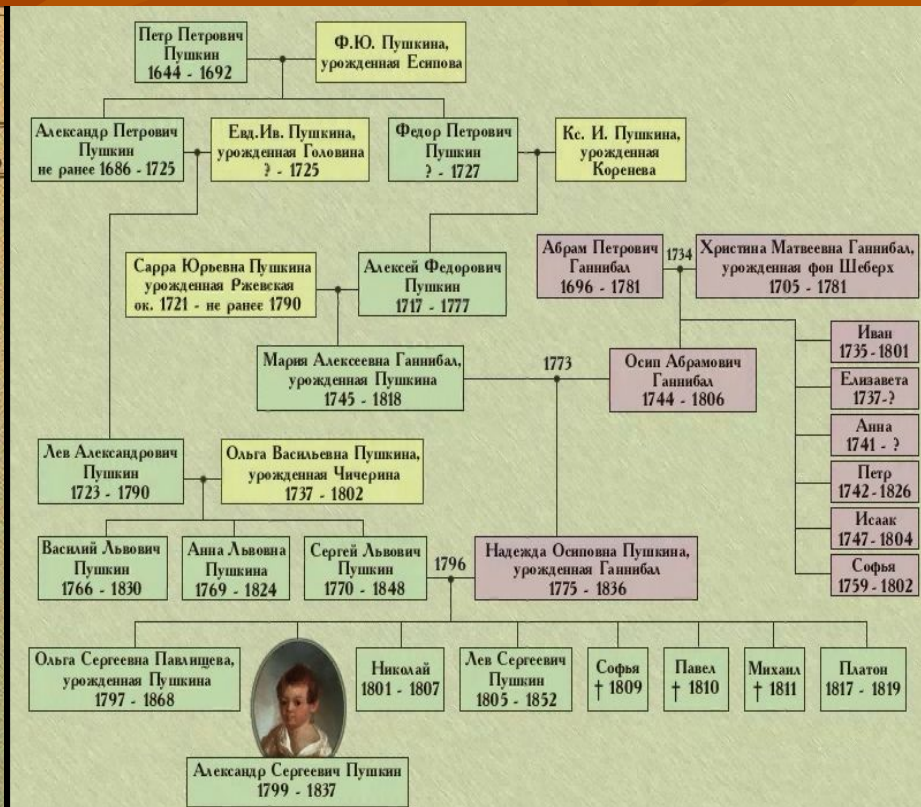 Петр Петрович
Пушкин
1644 - 1692
Ф.Ю. Пушкина,
урожденная Есипова
Александр Петрович
Пушкин
не ранее 1686 - 1725
Евд.Ив. Пушкина,
урожденная Головина
? - 1725
Федор Петрович
Пушкин
? - 1727
Кс. И. Пушкина,
урожденная
Коренева
Сарра Юрьевна Пушкина
урожденная Ржевская
ок. 1721 - не ранее 1790
Алексей Федорович
Пушкин
1717 - 1777
Абрам Петрович
Ганнибал
1696 - 1781
1734
Христина Матвеевна Ганнибал,
урожденная фон Шеберх
1705 - 1781
Мария Алексеевна Ганнибал,
урожденная Пушкина
1745 - 1818
1773
Осип Абрамович
Ганнибал
1744 - 1806
Иван
1735 - 1801
Елизавета
1737-?
Анна
1741 - ?
Петр
1742-1826
Исаак
1747-1804
Софья
1759-1802
Лев Александрович
Пушкин
1723 - 1790
Ольга Васильевна Пушкина,
урожденная Чичерина
1737 - 1802
Василий Львович
Пушкин
1766 - 1830
Анна Львовна
Пушкина
1769 - 1824
Сергей Львович
Пушкин
1770 - 1848
1796
Надежда Осиповна Пушкина,
урожденная Ганнибал
1775 - 1836
Ольга Сергеевна Павлищева,
урожденная Пушкина
1797 - 1868
Александр Сергеевич Пушкин
1799 - 1837
Николай
1801 - 1807
Лев Сергеевич
Пушкин
1805 - 1852
Софья
† 1809
Павел
† 1810
Михаил
† 1811
Платон
1817 - 1819